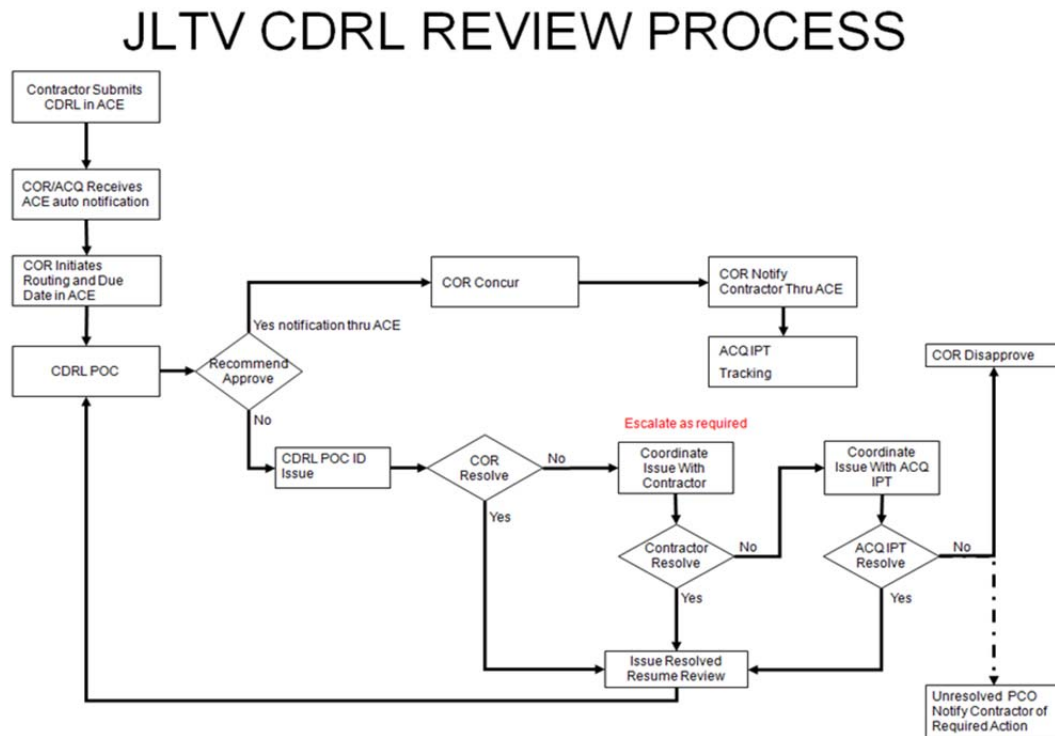 JLTV CDRL REVIEW PROCESS
Contractor Submits
CDRL in ACE
COR/ACQ Receives
ACE auto notification
COR Initiates
Routing and Due
Date in ACE
CDRL POC
Recommend
Approve
Yes notification thru ACE
COR Concur
COR Notify
Contractor Thru ACE
ACQ IPT
Tracking
No
CDRL POC ID
Issue
COR
Resolve
No
Yes
Escalate as required
Coordinate
Issue With
Contractor
Contractor
Resolve
No
Yes
Coordinate
Issue With ACQ
IPT
ACQ IPT
Resolve
No
Yes
COR Disapprove
Issue Resolved
Resume Review
Unresolved PCO
Notify Contractor of
Required Action